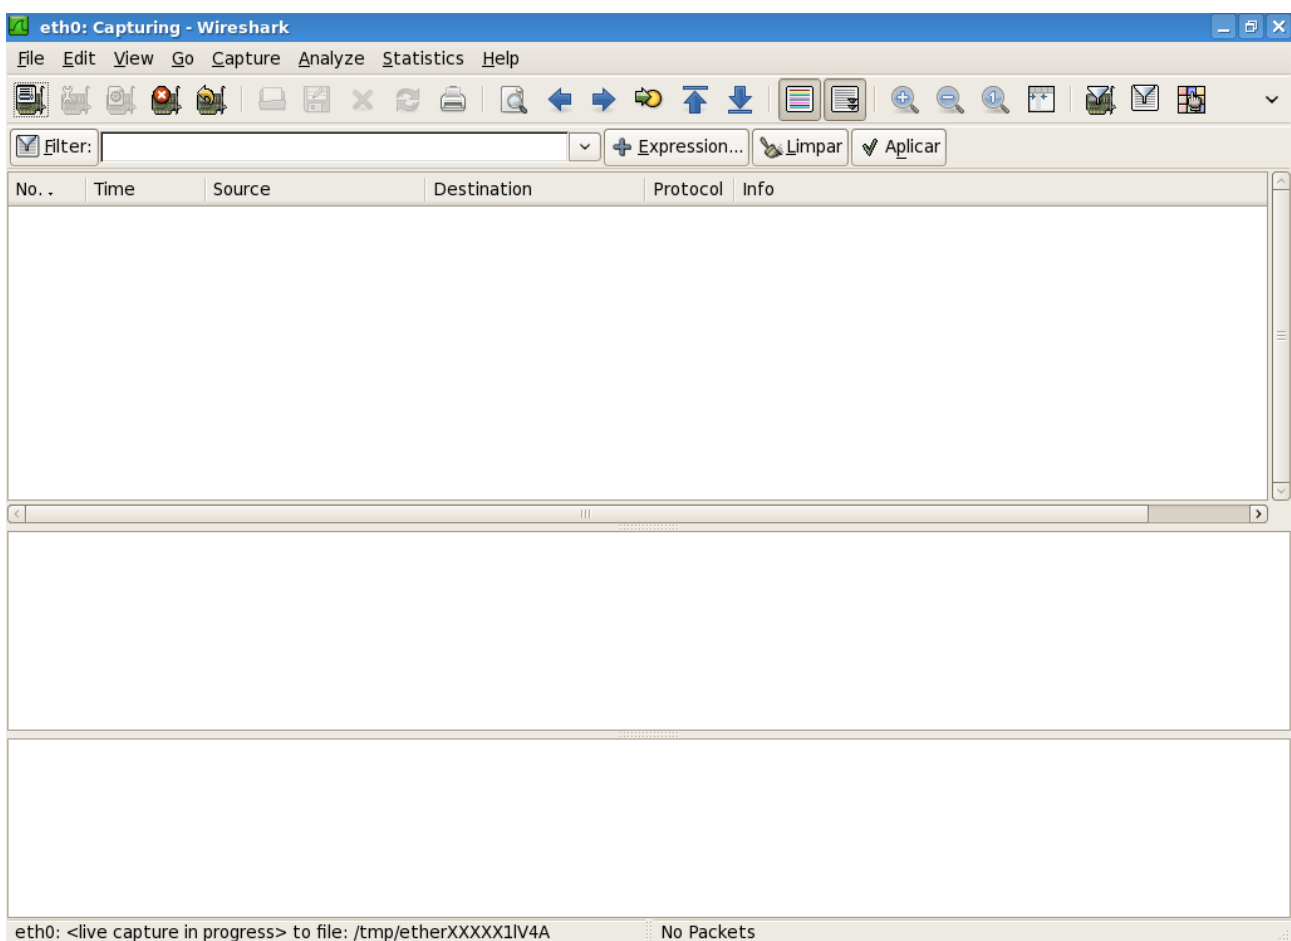 eth0: Capturing - Wireshark
File Edit View Go Capture Analyze Statistics Help
Filter: Expression... Limpar Aplicar
No. . Time Source Destination Protocol Info
eth0: <live capture in progress> to file: /tmp/etherXXXXX1lV4A No Packets